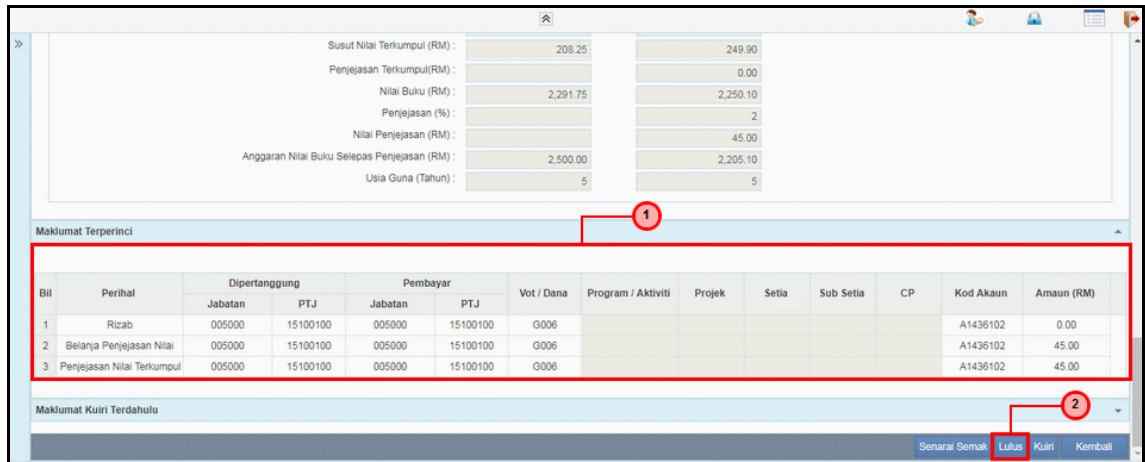 Susut Nilai Terkumpul (RM) : 208.25 249.90
Penjejasan Terkumpul(RM) : 0.00
Nilai Buku (RM) : 2,291.75 2,250.10
Penjejasan (%) : 2
Nilai Penjejasan (RM) : 45.00
Anggaran Nilai Buku Selepas Penjejasan (RM) : 2,500.00 2,205.10
Usia Guna (Tahun) : 5 5
1
Maklumat Terperinci
Bil Perihal Dipertanggung Pembayar Vot / Dana Program / Aktiviti Projek Setia Sub Setia CP Kod Akaun Amaun (RM)
Jabatan PTJ Jabatan PTJ
1 Rizab 005000 15100100 005000 15100100 G006 A1436102 0.00
2 Belanja Penjejasan Nilai 005000 15100100 005000 15100100 G006 A1436102 45.00
3 Penjejasan Nilai Terkumpul 005000 15100100 005000 15100100 G006 A1436102 45.00
Maklumat Kuiri Terdahulu
2
Senarai Semak Lulus Kuiri Kembali